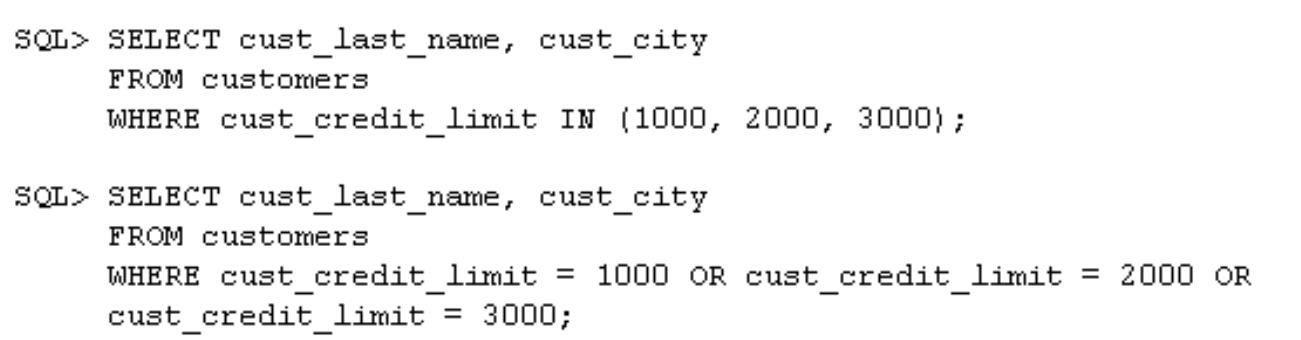 SQL> SELECT cust_last_name, cust_city
FROM customers
WHERE cust_credit_limit IN (1000, 2000, 3000);
SQL> SELECT cust_last_name, cust_city
FROM customers
WHERE cust_credit_limit = 1000 OR cust_credit_limit = 2000 OR
cust_credit_limit = 3000;